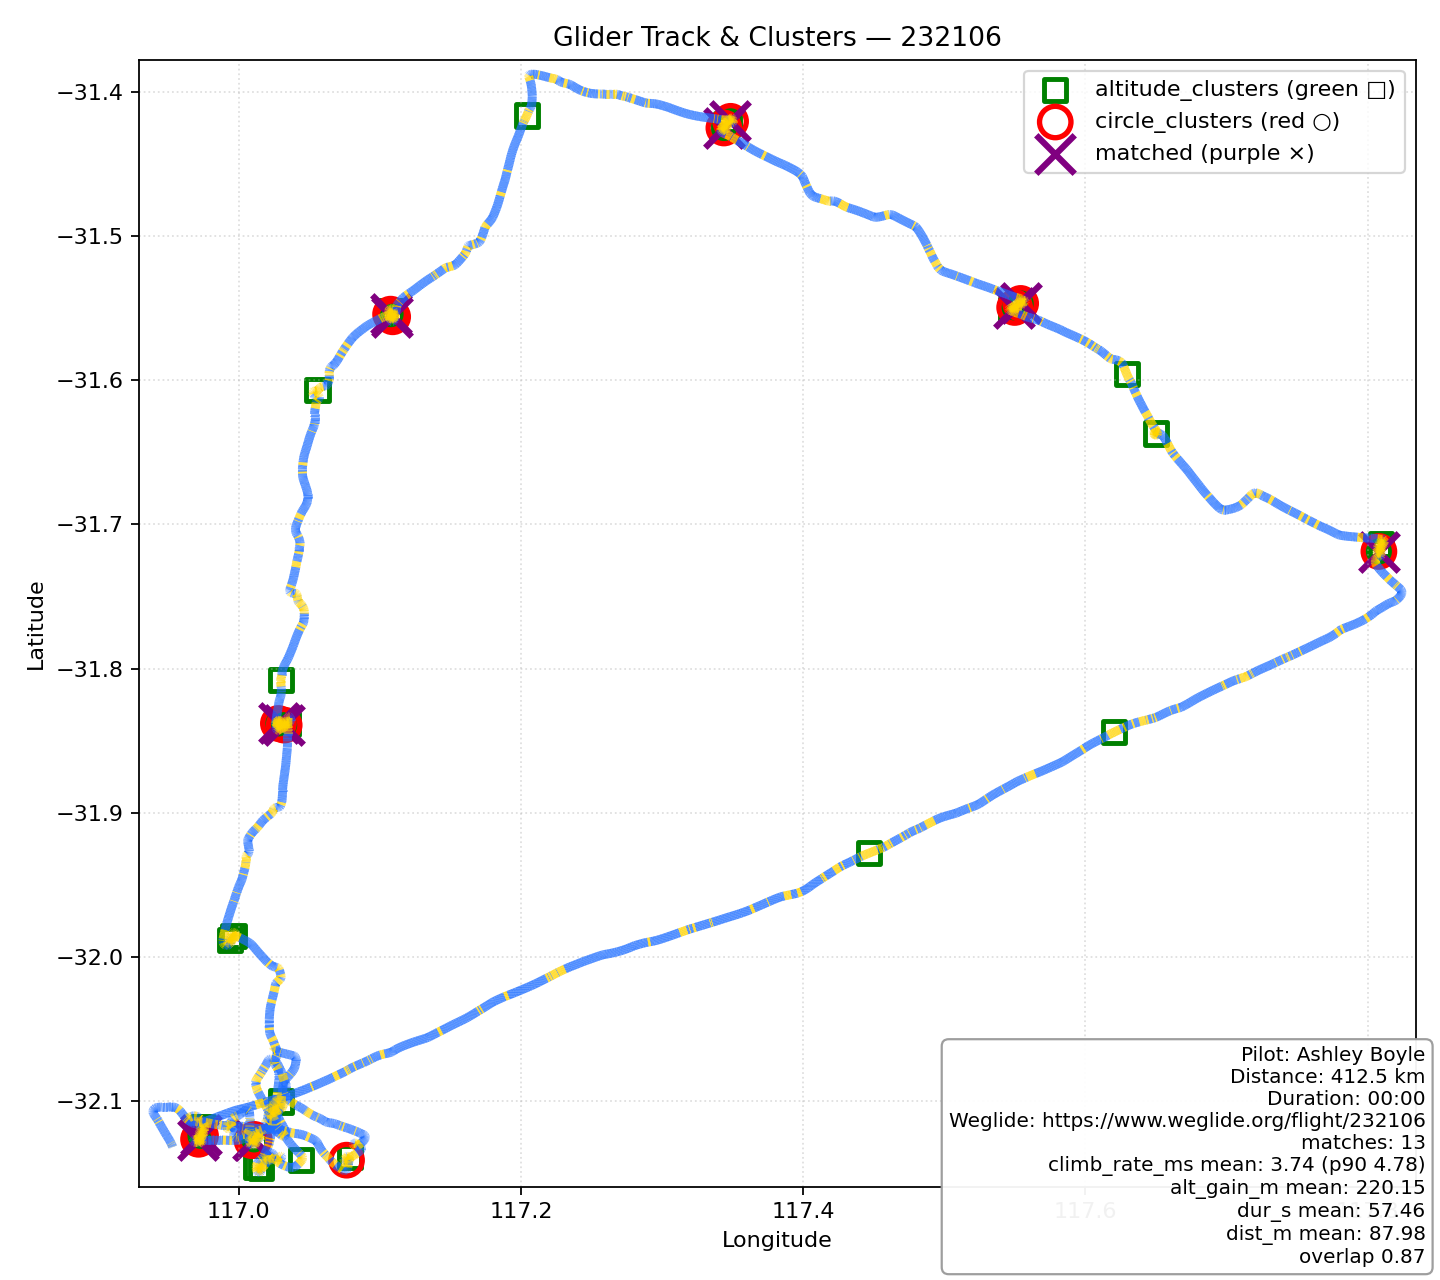 Glider Track & Clusters — 232106
altitude_clusters (green □)
circle_clusters (red ○)
matched (purple ×)
Latitude
−31.4
−31.5
−31.6
−31.7
−31.8
−31.9
−32.0
−32.1
117.0
117.2
117.4
117.6
Longitude
Pilot: Ashley Boyle
Distance: 412.5 km
Duration: 00:00
Weglide: https://www.weglide.org/flight/232106
matches: 13
climb_rate_ms mean: 3.74 (p90 4.78)
alt_gain_m mean: 220.15
dur_s mean: 57.46
dist_m mean: 87.98
overlap 0.87